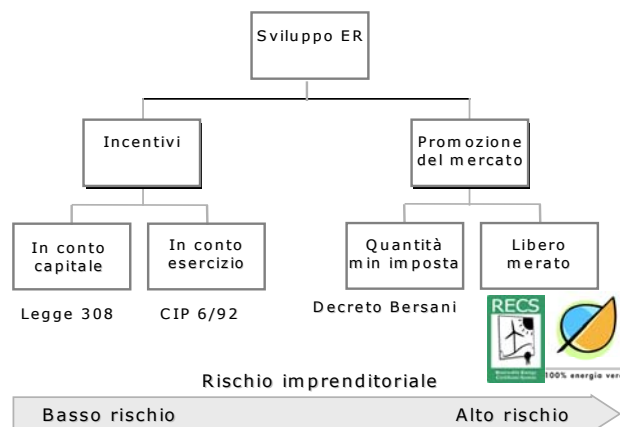 Sviluppo ER
Incentivi
Promozione
del mercato
In conto
capitale
In conto
esercizio
Quantità
min imposta
Libero
merato
Legge 308
CIP 6/92
Decreto Bersani
RECS
100% energia verde
Rischio imprenditoriale
Basso rischio
Alto rischio